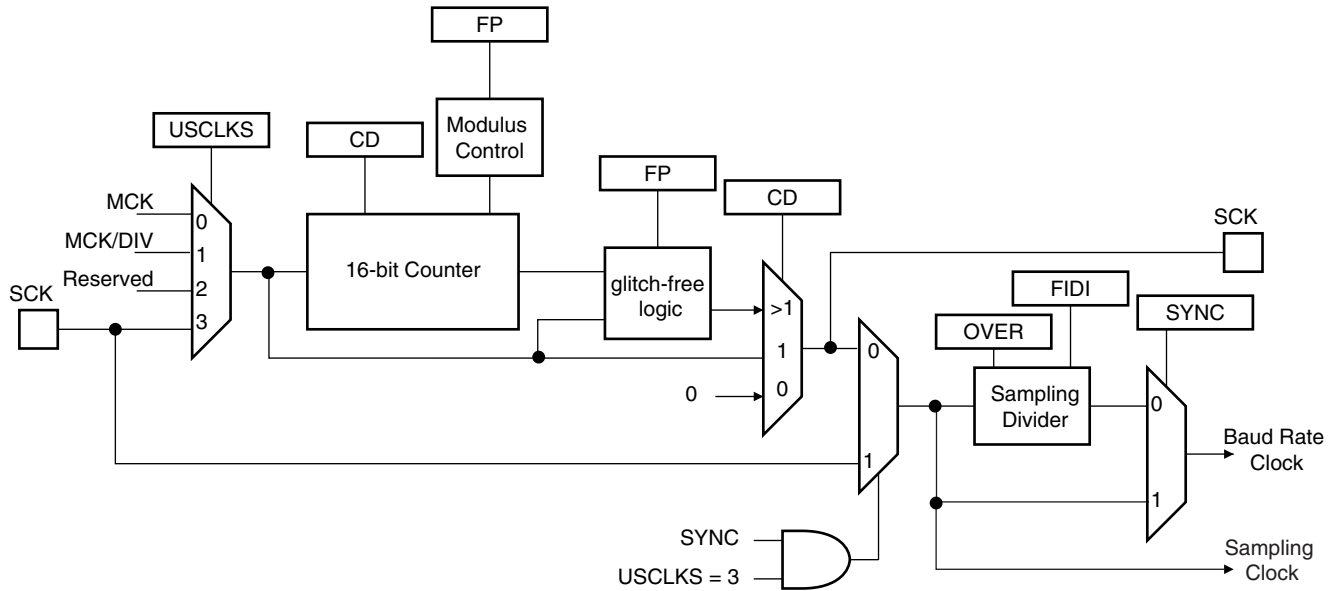 FP
USCLKS
CD
Modulus
Control
FP
CD
MCK
0
SCK
MCK/DIV
1
16-bit Counter
Reserved
2
glitch-free
logic
SCK
3
>1
FIDI
SYNC
OVER
1
0
0
0
Sampling
Divider
0
Baud Rate
Clock
1
1
SYNC
USCLKS = 3
Sampling
Clock